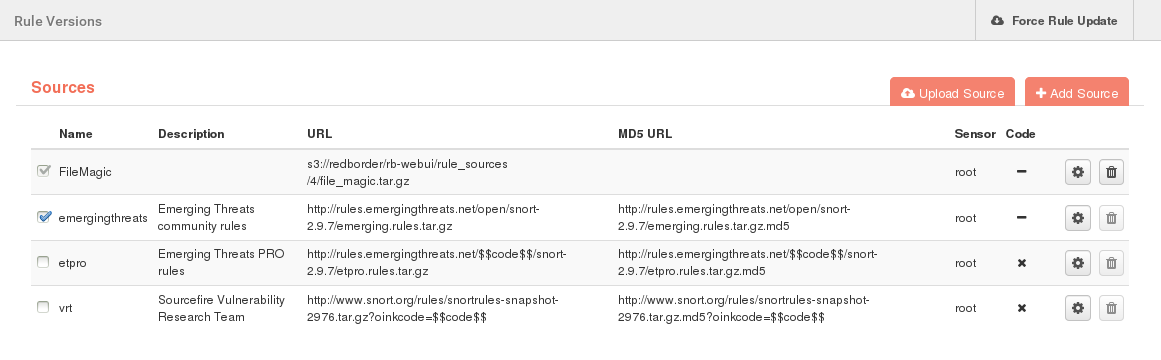 Rule Versions
Force Rule Update
Sources
Upload Source
Add Source
Name Description URL MD5 URL Sensor Code
FileMagic s3://redborder/rb-webui/rule_sources root
/4/file_magic.tar.gz
emergingthreats Emerging Threats http://rules.emergingthreats.net/open/snort- http://rules.emergingthreats.net/open/snort- root
community rules 2.9.7/emerging.rules.tar.gz 2.9.7/emerging.rules.tar.gz.md5
etpro Emerging Threats PRO http://rules.emergingthreats.net/$$code$$/snort- http://rules.emergingthreats.net/$$code$$/snort- root
rules 2.9.7/etpro.rules.tar.gz 2.9.7/etpro.rules.tar.gz.md5
vrt Sourcefire Vulnerability http://www.snort.org/rules/snortrules-snapshot- http://www.snort.org/rules/snortrules-snapshot- root
Research Team 2976.tar.gz?oinkcode=$$code$$ 2976.tar.gz.md5?oinkcode=$$code$$